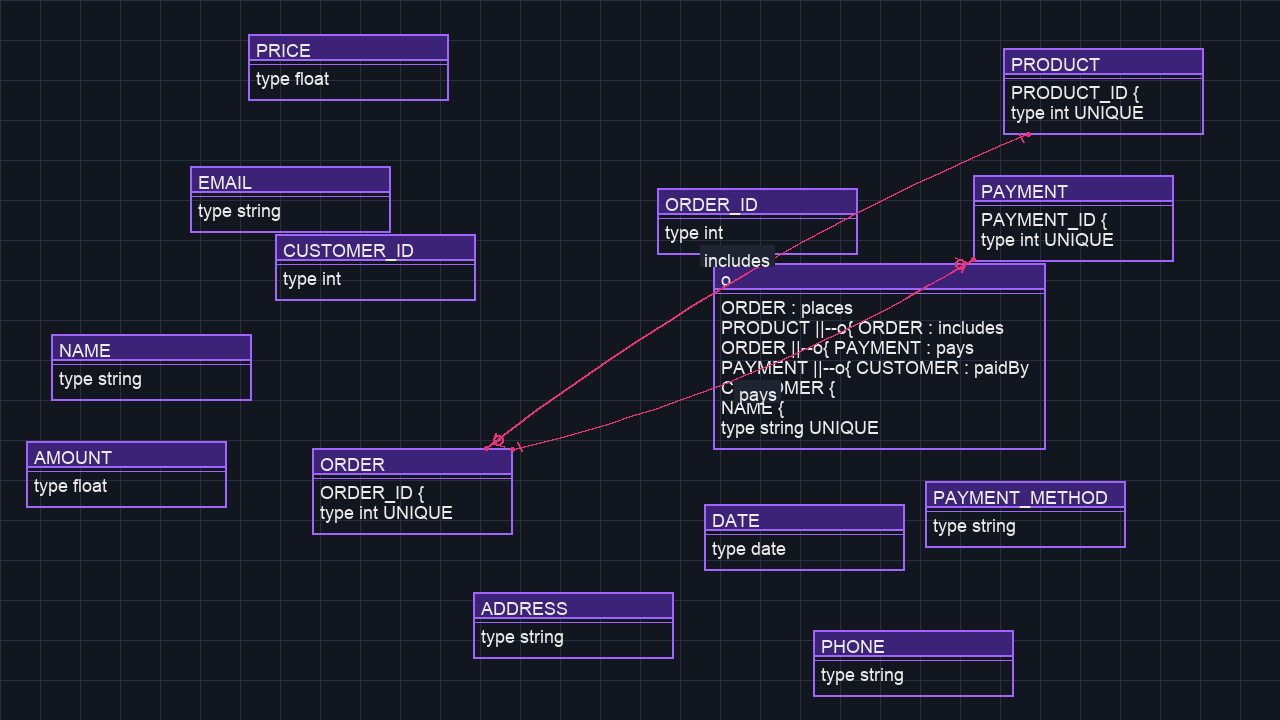 PRICE
type float
PRODUCT
PRODUCT_ID {
type int UNIQUE
EMAIL
type string
PAYMENT
PAYMENT_ID {
type int UNIQUE
ORDER_ID
type int
CUSTOMER_ID
type int
includes
o
ORDER : places
PRODUCT ||--o{ ORDER : includes
ORDER ||--o{ PAYMENT : pays
PAYMENT ||--o{ CUSTOMER : paidBy
pays
NAME {
type string UNIQUE
NAME
type string
AMOUNT
type float
ORDER
ORDER_ID {
type int UNIQUE
PAYMENT_METHOD
type string
DATE
type date
ADDRESS
type string
PHONE
type string